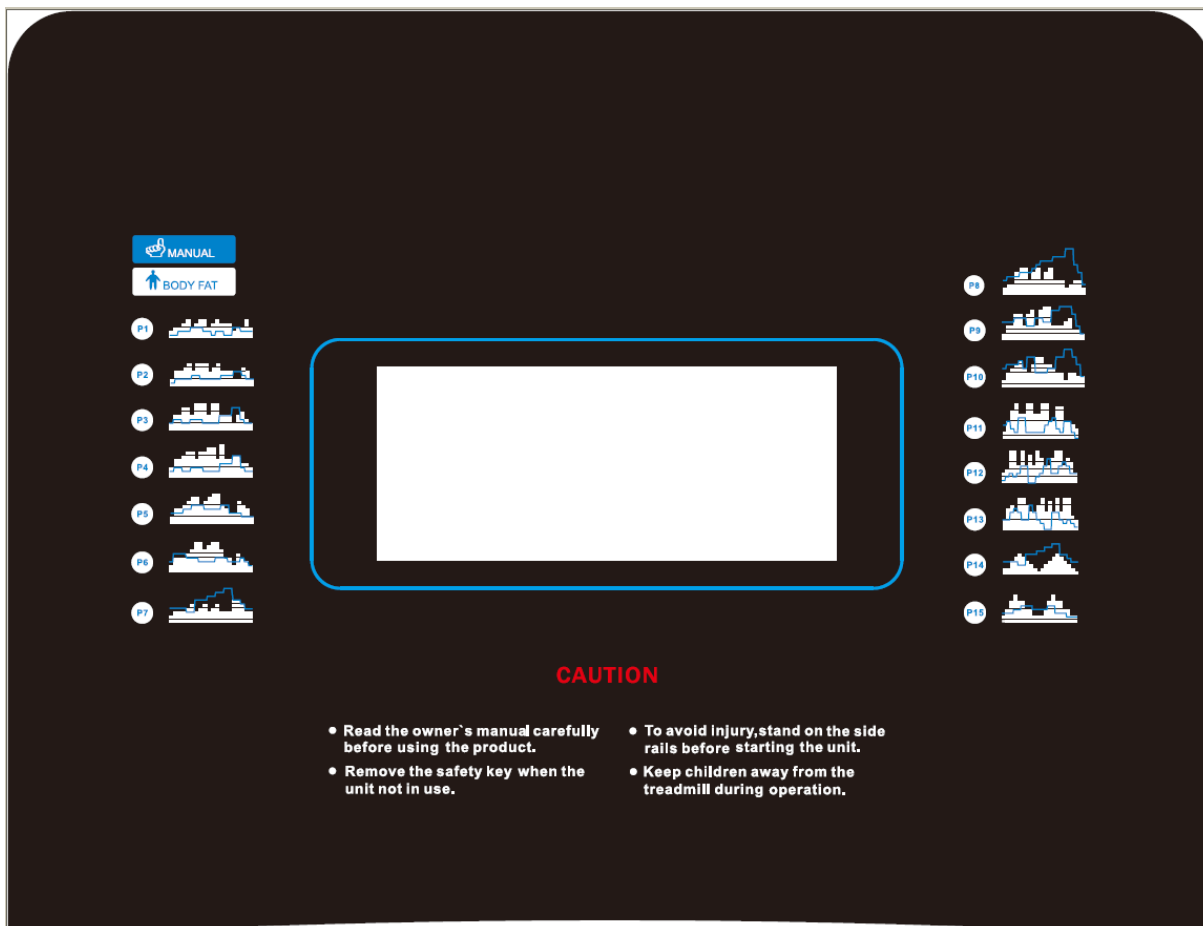 MANUAL
BODY FAT
P1
P2
P3
P4
P5
P6
P7
P8
P9
P10
P11
P12
P13
P14
P15
CAUTION
● Read the owner`s manual carefully
before using the product.
● Remove the safety key when the
unit not in use.
● To avoid injury,stand on the side
rails before starting the unit.
● Keep children away from the
treadmill during operation.